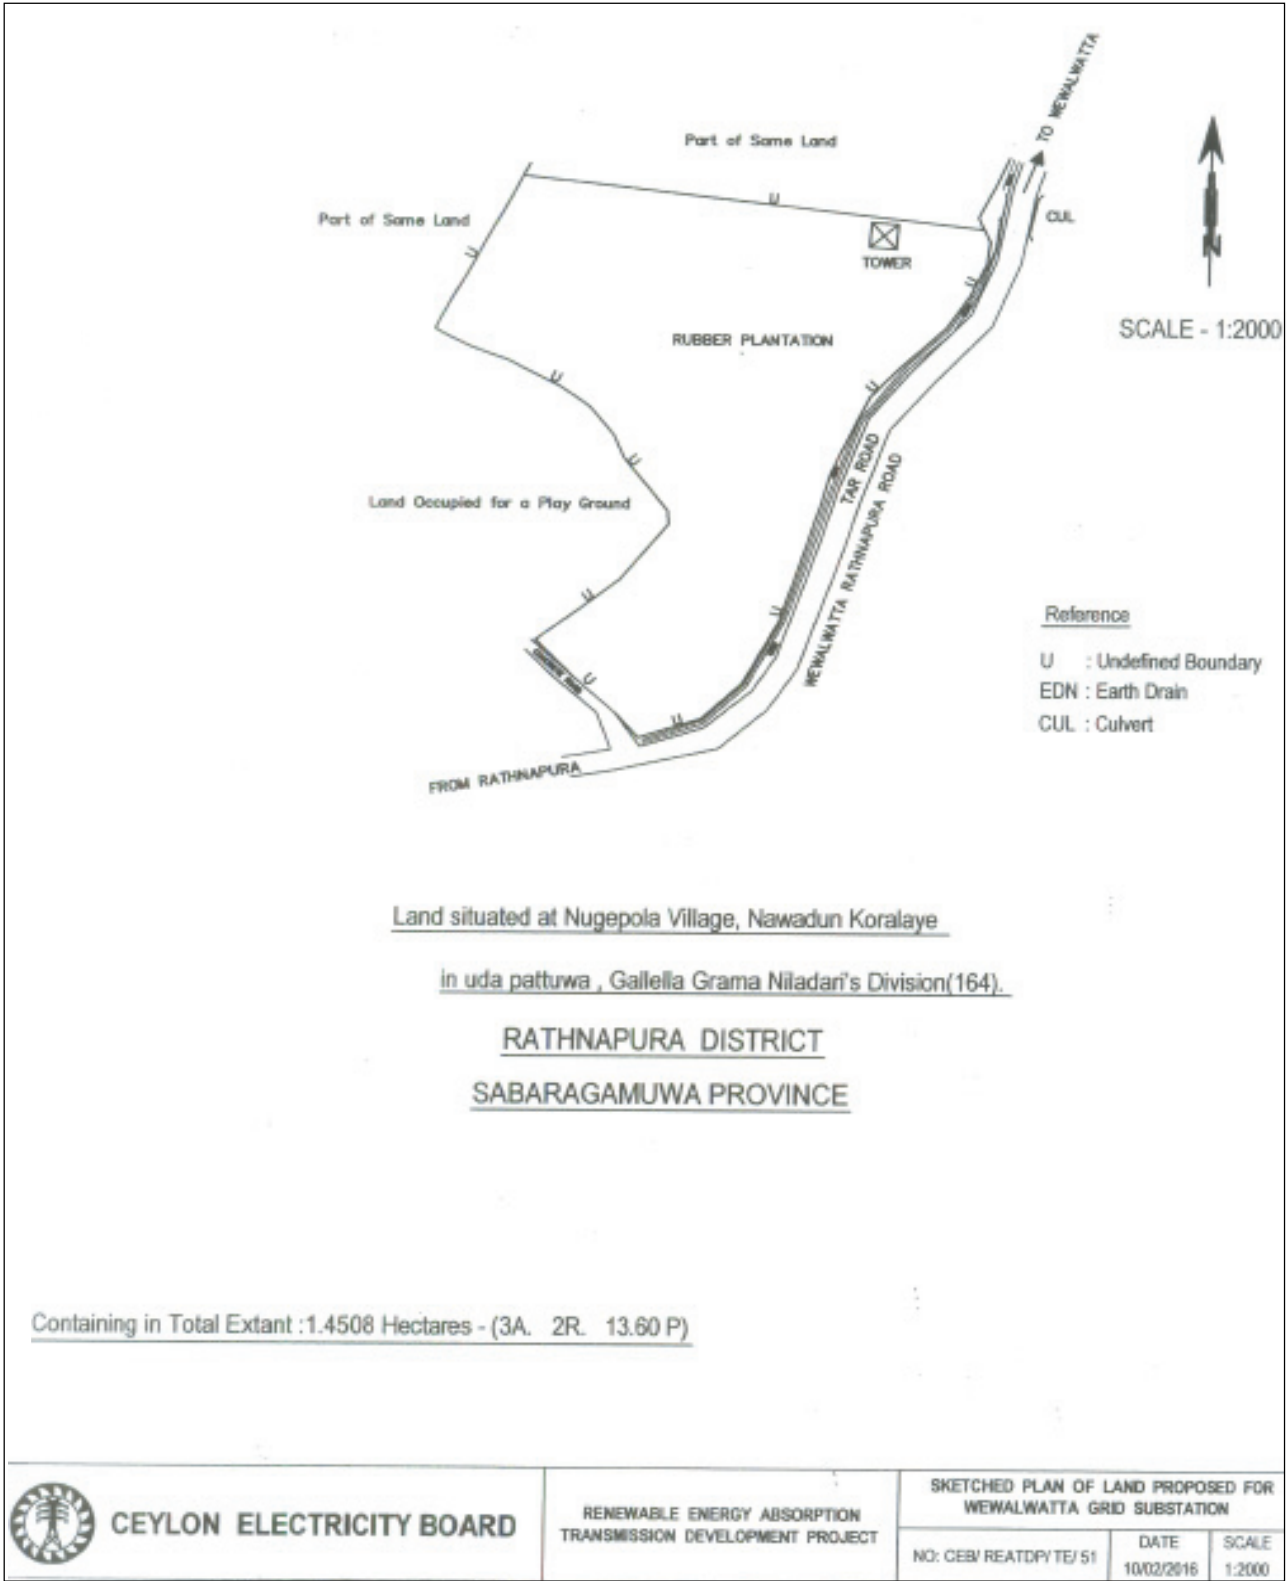 TO WEWALWATTA
Part of Same Land
U
Part of Same Land
CUL
U
TOWER
N
U
SCALE - 1:2000
RUBBER PLANTATION
U
U
U
TAR ROAD
WEWALWATTA RATHNAPURA ROAD
Land Occupied for a Play Ground
U
U
Reference
U : Undefined Boundary
EDN : Earth Drain
CUL : Culvert
U
U
FROM RATHNAPURA
Land situated at Nugepola Village, Nawadun Koralaye
in uda pattuwa , Gallella Grama Niladari's Division(164).
RATHNAPURA DISTRICT
SABARAGAMUWA PROVINCE
Containing in Total Extant :1.4508 Hectares - (3A. 2R. 13.60 P)
CEYLON ELECTRICITY BOARD
RENEWABLE ENERGY ABSORPTION
TRANSMISSION DEVELOPMENT PROJECT
SKETCHED PLAN OF LAND PROPOSED FOR
WEWALWATTA GRID SUBSTATION
NO: CEB/ REATDP/ TE/ 51
DATE
10/02/2016
SCALE
1:2000